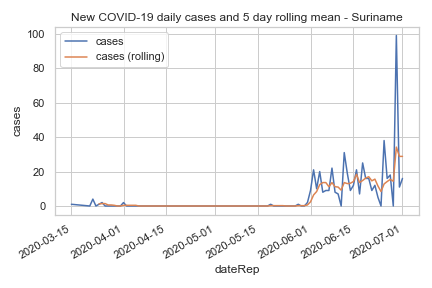 New COVID-19 daily cases and 5 day rolling mean - Suriname
cases
cases (rolling)
100
80
60
40
20
0
cases
2020-03-15
2020-04-01
2020-04-15
2020-05-01
2020-05-15
2020-06-01
2020-06-15
2020-07-01
dateRep